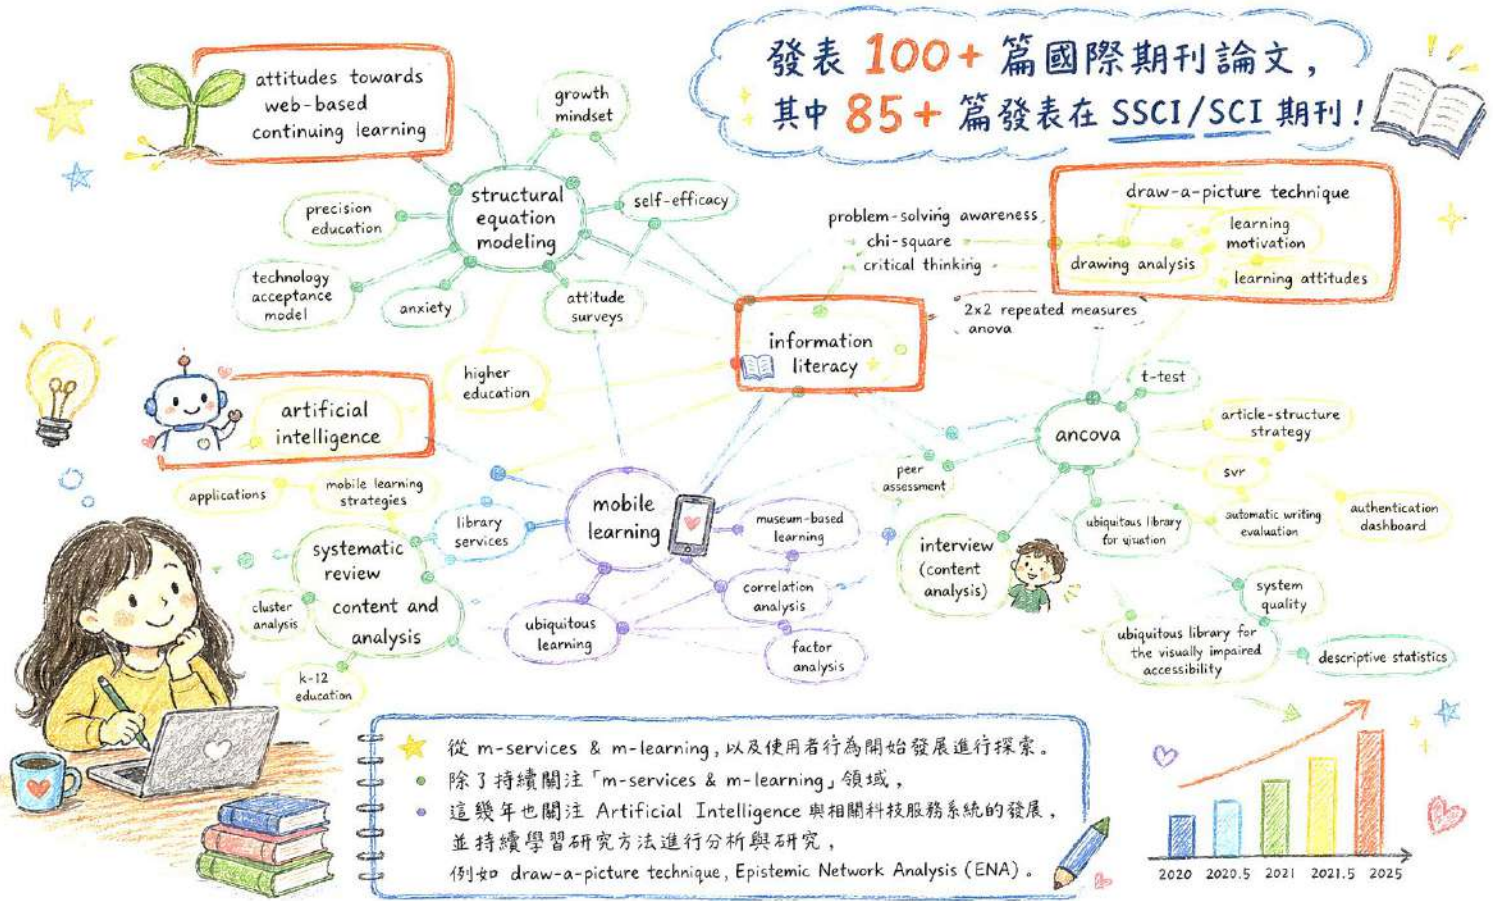 發表 100+ 篇國際期刊論文,
其中 85+ 篇發表在 SSCI/SCI 期刊!
attitudes towards
web-based
continuing learning
growth
mindset
structural
equation
modeling
self-efficacy
precision
education
technology
acceptance
model
anxiety
attitude
surveys
problem-solving awareness
chi-square
critical thinking
draw-a-picture technique
learning
motivation
drawing analysis
learning attitudes
2x2 repeated measures
anova
information
literacy
higher
education
artificial
intelligence
t-test
ancova
article-structure
strategy
svr
peer
assessment
applications
mobile learning
strategies
library
services
mobile
learning
museum-based
learning
ubiquitous library
for
automatic writing
evaluation
authentication
dashboard
systematic
review
content and
analysis
cluster
analysis
k-12
education
ubiquitous
learning
correlation
analysis
factor
analysis
interview
(content
analysis)
system
quality
ubiquitous library for
the visually impaired
accessibility
descriptive statistics
從 m-services & m-learning,以及使用者行為開始發展進行探索。
除了持續關注「m-services & m-learning」領域,
這幾年也關注 Artificial Intelligence 與相關科技服務系統的發展,
並持續學習研究方法進行分析與研究,
例如 draw-a-picture technique, Epistemic Network Analysis (ENA)。
2020 2020.5 2021 2021.5 2025